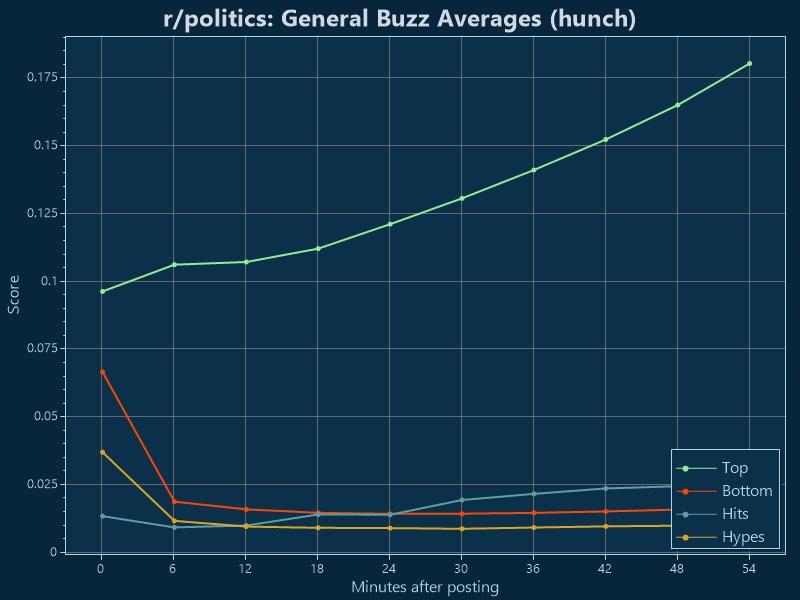 r/politics: General Buzz Averages (hunch)
Score
0.175
0.15
0.125
0.1
0.075
0.05
0.025
0
Top
Bottom
Hits
Hypes
0 6 12 18 24 30 36 42 48 54
Minutes after posting